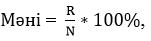 Мәні = R/N * 100%,